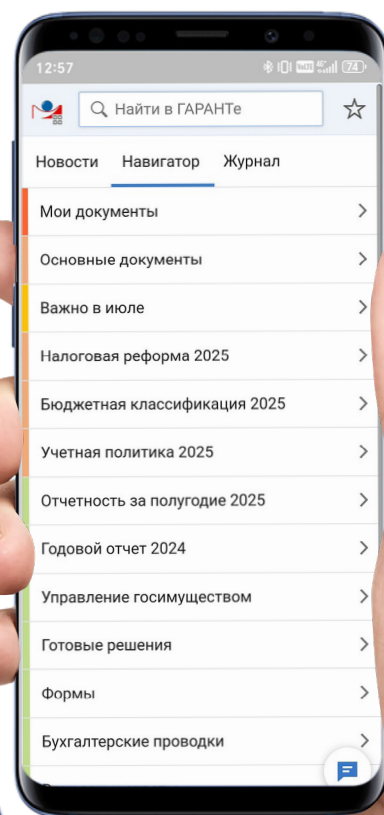 12:57
74
Найти в ГАРАНТе
Новости Навигатор Журнал
Мои документы
Основные документы
Важно в июле
Налоговая реформа 2025
Бюджетная классификация 2025
Учетная политика 2025
Отчетность за полугодие 2025
Годовой отчет 2024
Управление госимуществом
Готовые решения
Формы
Бухгалтерские проводки